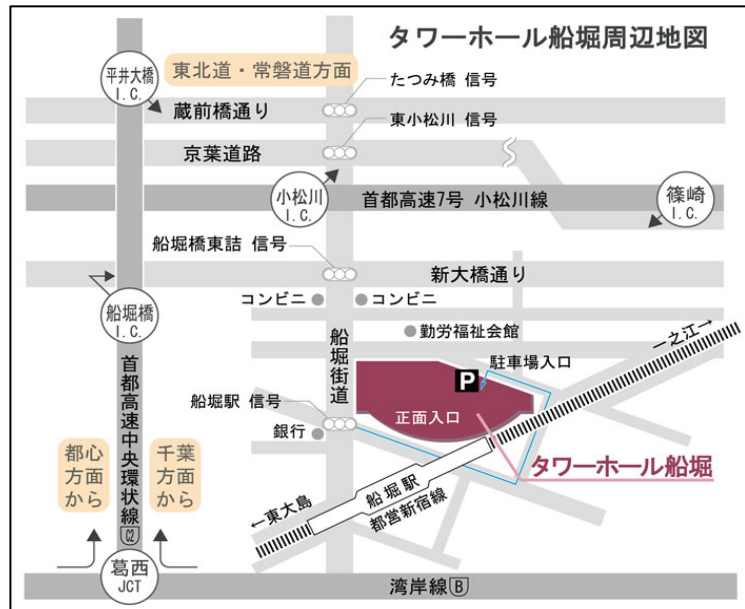 タワーホール船堀周辺地図
平井大橋
I.C.
東北道・常磐道方面
たつみ橋 信号
蔵前橋通り
東小松川 信号
京葉道路
小松川
I.C.
首都高速7号 小松川線
篠崎
I.C.
船堀橋東詰 信号
新大橋通り
コンビニ
コンビニ
船堀橋
I.C.
勤労福祉会館
一之江→
船堀街道
P
駐車場入口
首都高速中央環状線
C2
船堀駅 信号
正面入口
銀行
都心
方面
から
千葉
方面
から
タワーホール船堀
船堀駅
都営新宿線
←東大島
葛西
JCT
湾岸線B